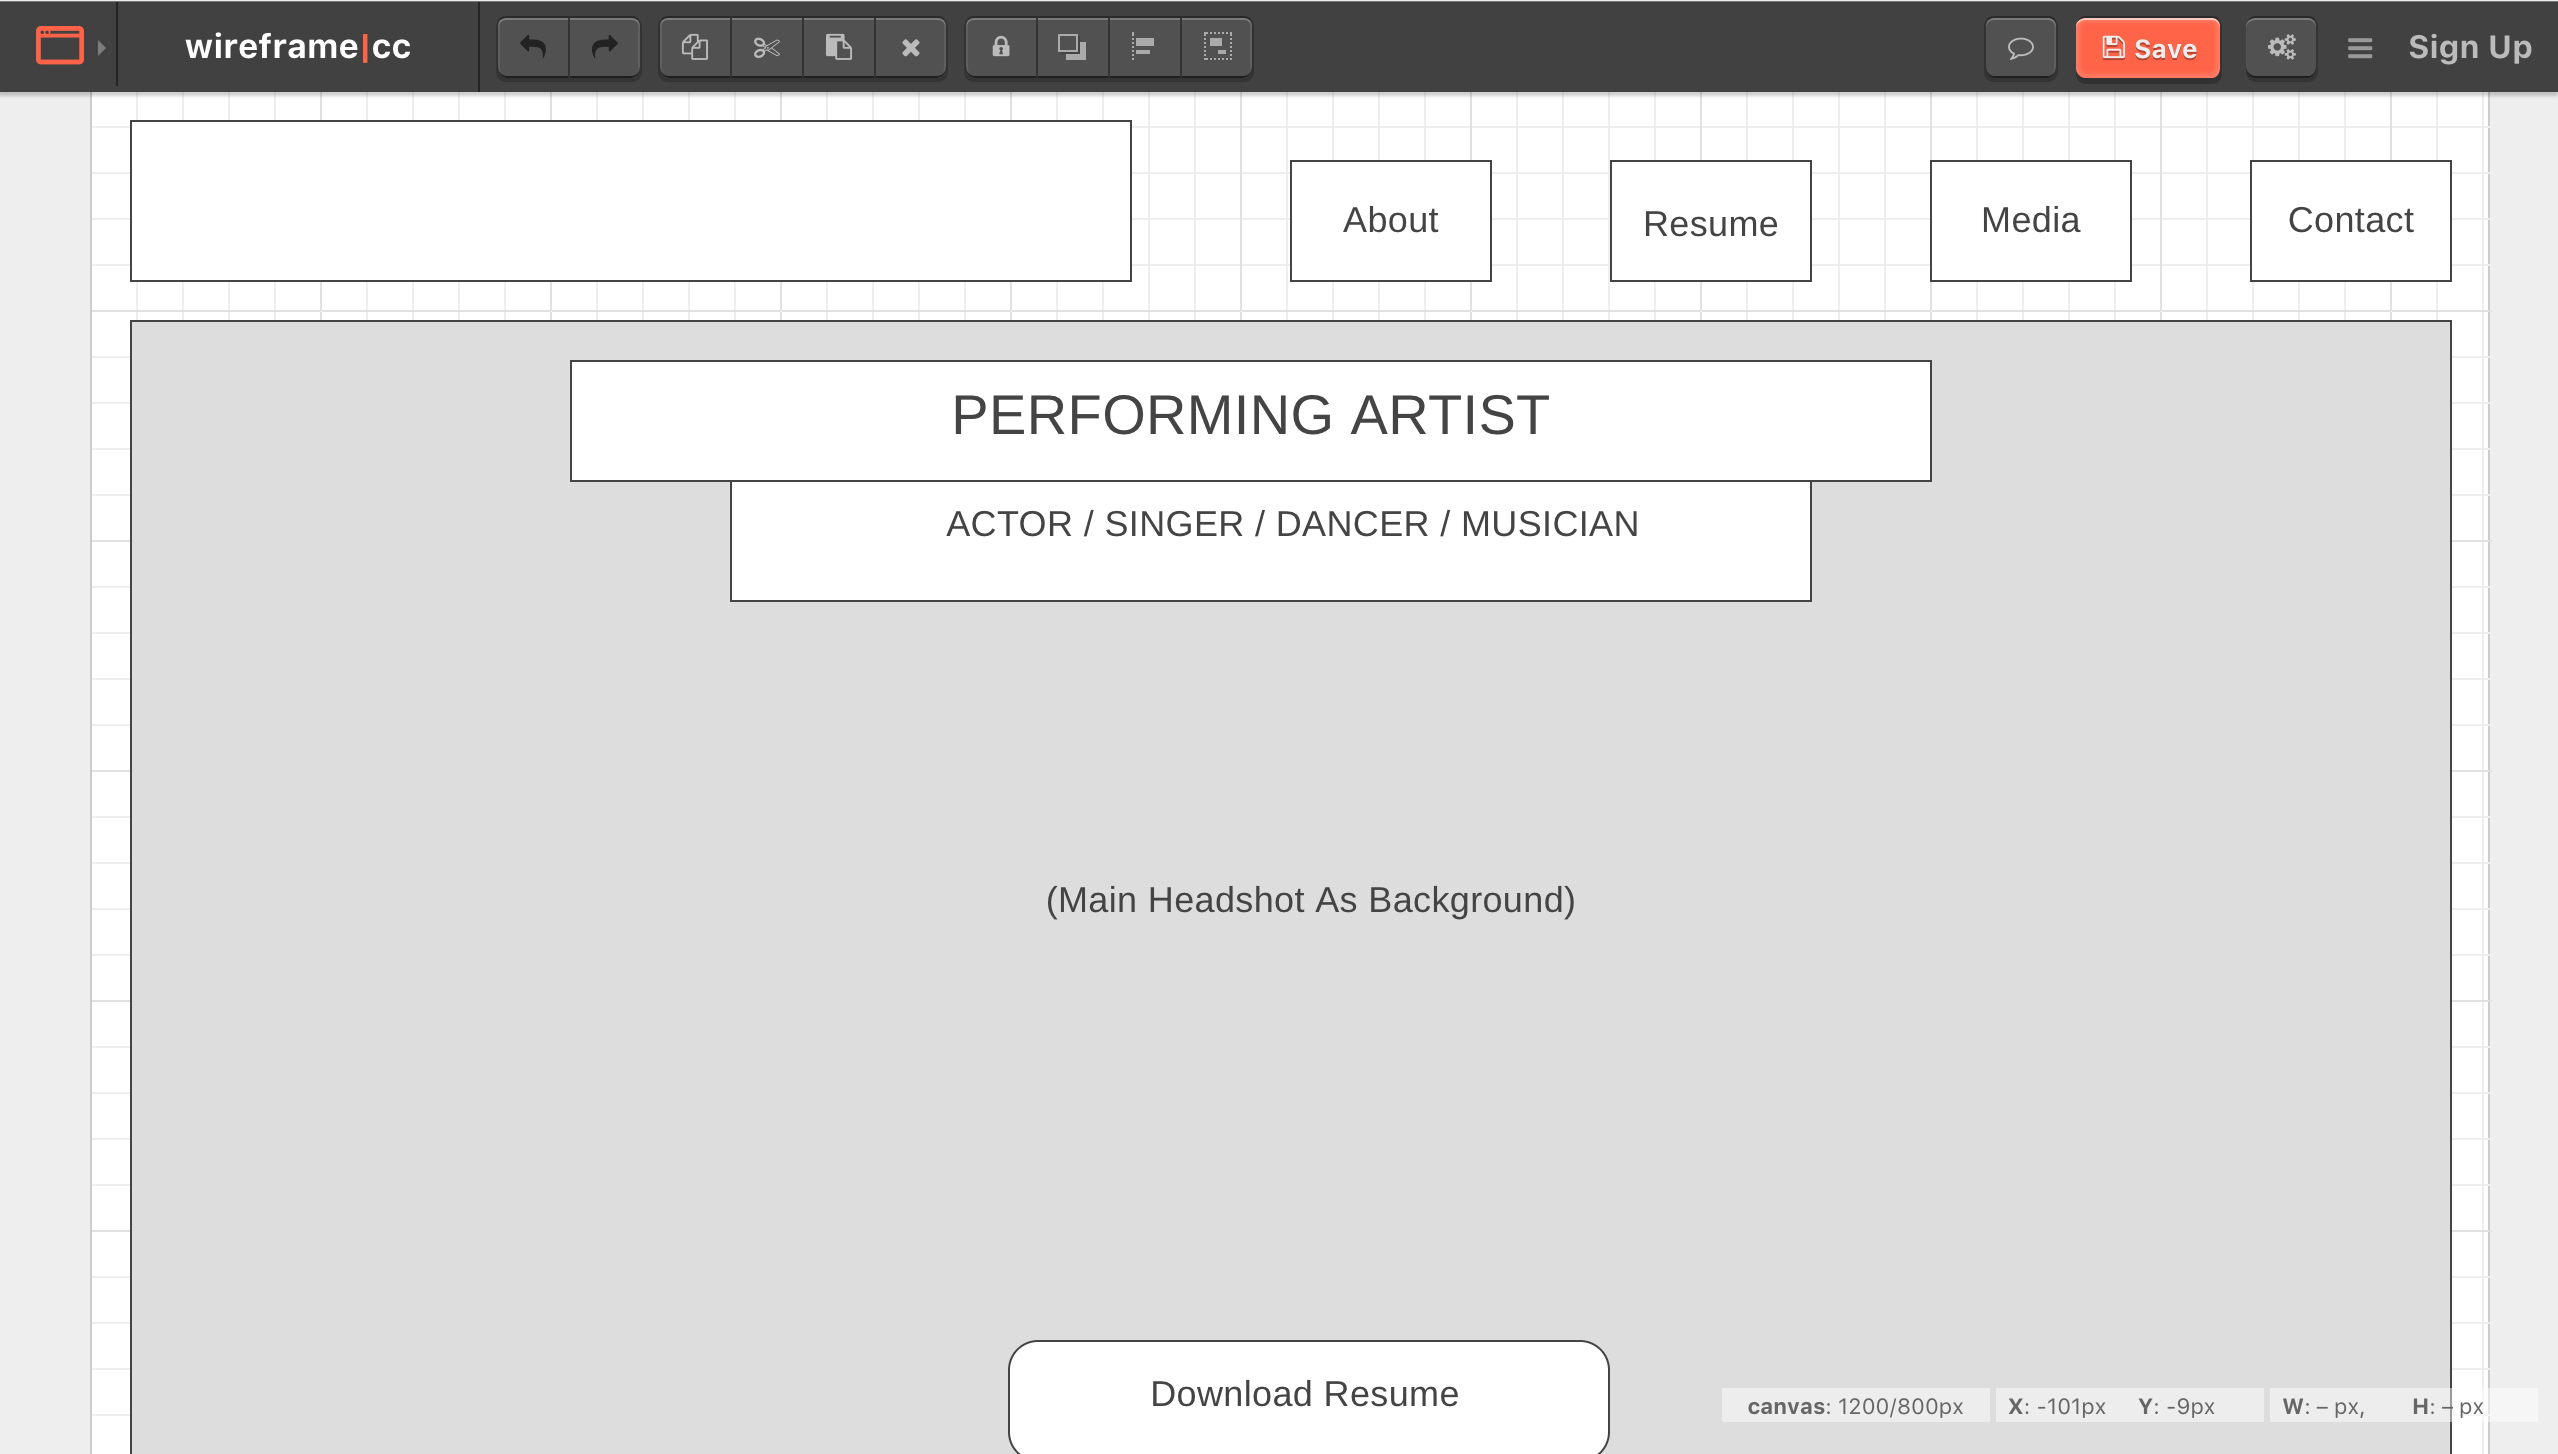 wireframe|cc
Save
Sign Up
About
Resume
Media
Contact
PERFORMING ARTIST
ACTOR / SINGER / DANCER / MUSICIAN
(Main Headshot As Background)
Download Resume
canvas: 1200/800px X: -101px Y: -9px W: – px, H: – px